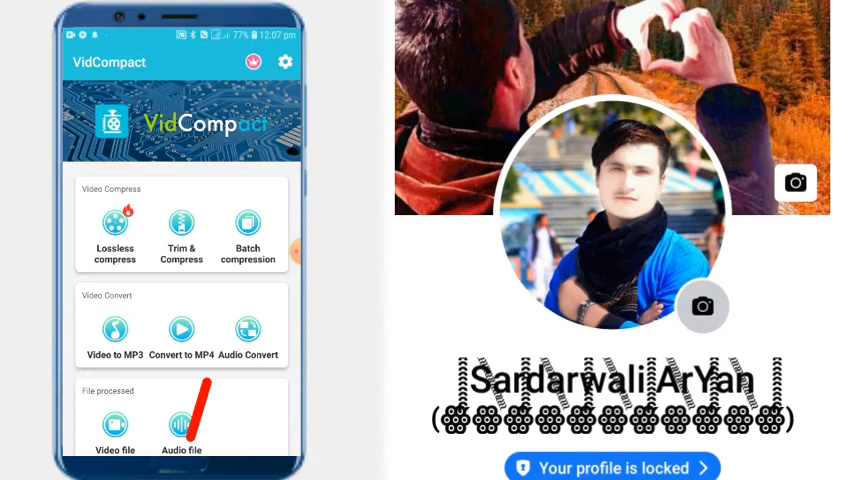 77% 12:07 pm
VidCompact
VidCompact
Video Compress
Lossless compress
Trim & Compress
Batch compression
Video Convert
Video to MP3
Convert to MP4
Audio Convert
File processed
Video file
Audio file
Sardarwali ArYan
Your profile is locked